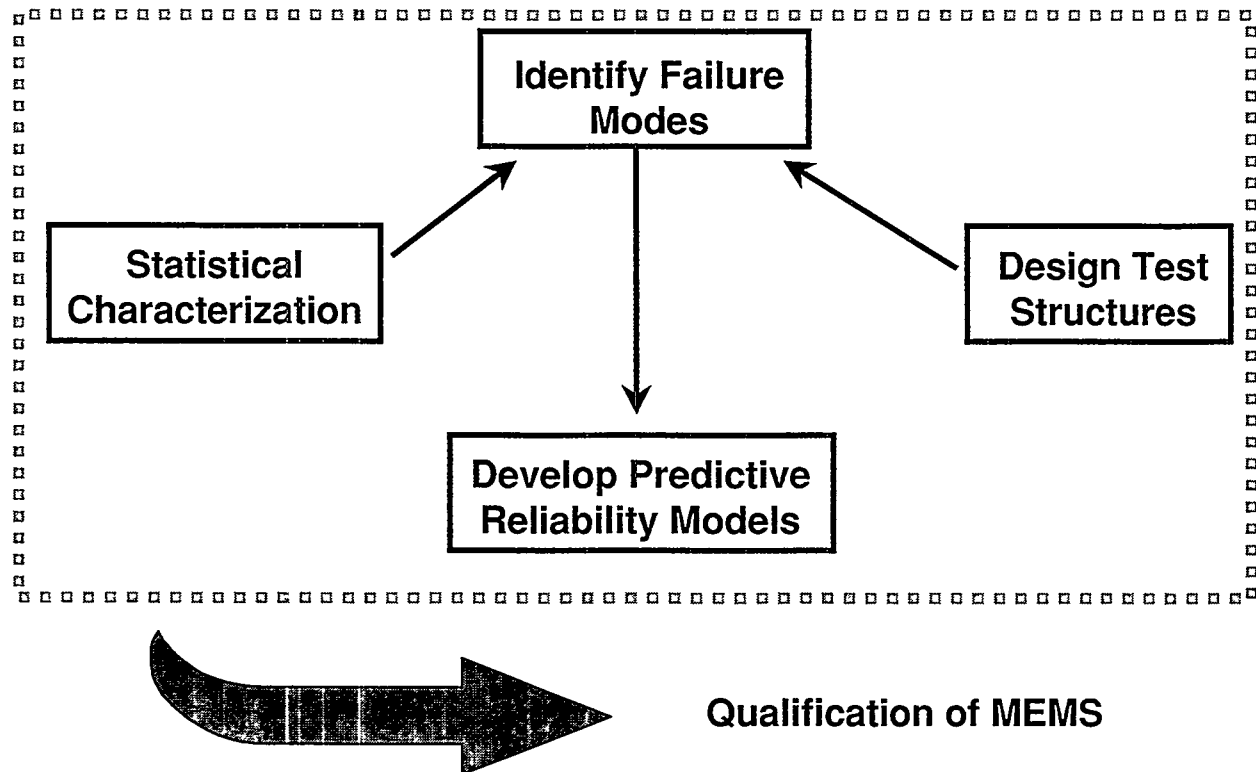 Identify Failure
Modes
Statistical
Characterization
Design Test
Structures
Develop Predictive
Reliability Models
Qualification of MEMS